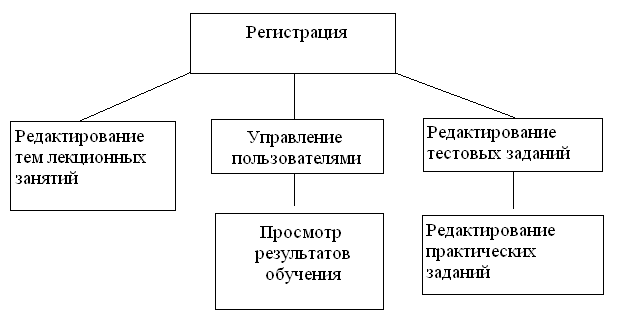 Регистрация
Редактирование
тем лекционных
занятий
Управление
пользователями
Редактирование
тестовых заданий
Просмотр
результатов
обучения
Редактирование
практических
заданий